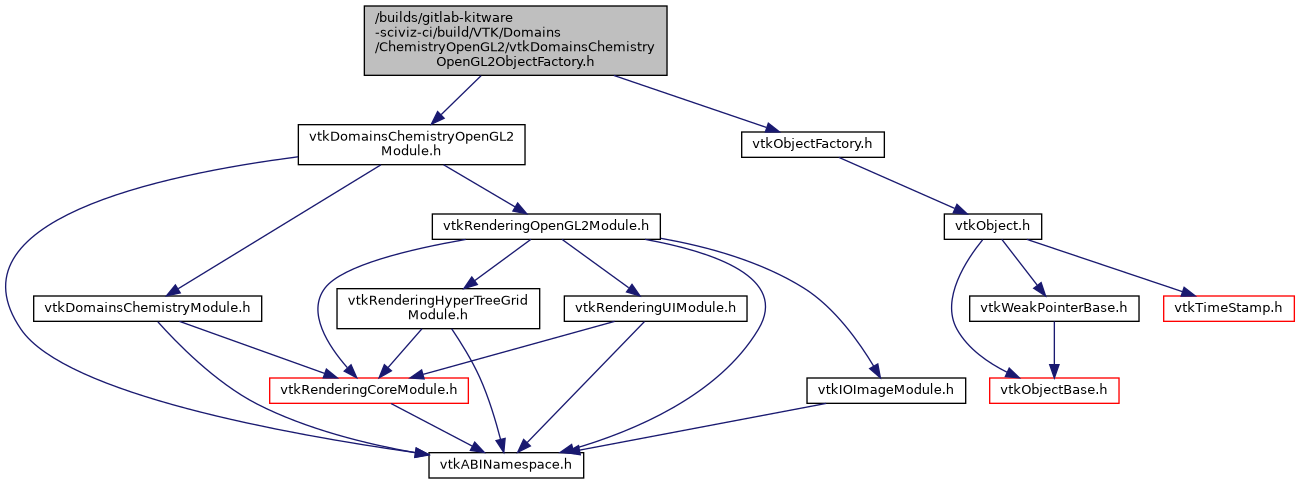 /builds/gitlab-kitware
-sciviz-ci/build/VTK/Domains
/ChemistryOpenGL2/vtkDomainsChemistry
OpenGL2ObjectFactory.h
vtkDomainsChemistryOpenGL2
Module.h
vtkObjectFactory.h
vtkRenderingOpenGL2Module.h
vtkObject.h
vtkDomainsChemistryModule.h
vtkRenderingHyperTreeGrid
Module.h
vtkRenderingUIModule.h
vtkWeakPointerBase.h
vtkTimeStamp.h
vtkRenderingCoreModule.h
vtkIOImageModule.h
vtkObjectBase.h
vtkABINamespace.h